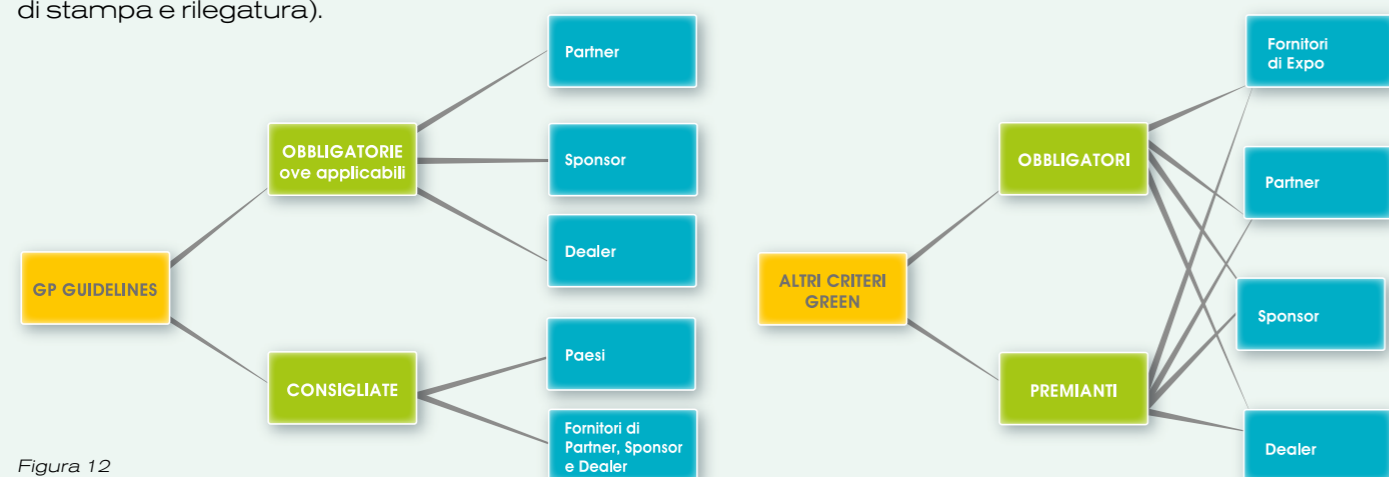 di stampa e rilegatura).
GP GUIDELINES
OBBLIGATORIE
ove applicabili
Partner
Sponsor
Dealer
CONSIGLIATE
Paesi
Fornitori di
Partner, Sponsor
e Dealer
ALTRI CRITERI
GREEN
OBBLIGATORI
PREMIANTI
Fornitori
di Expo
Partner
Sponsor
Dealer
Figura 12